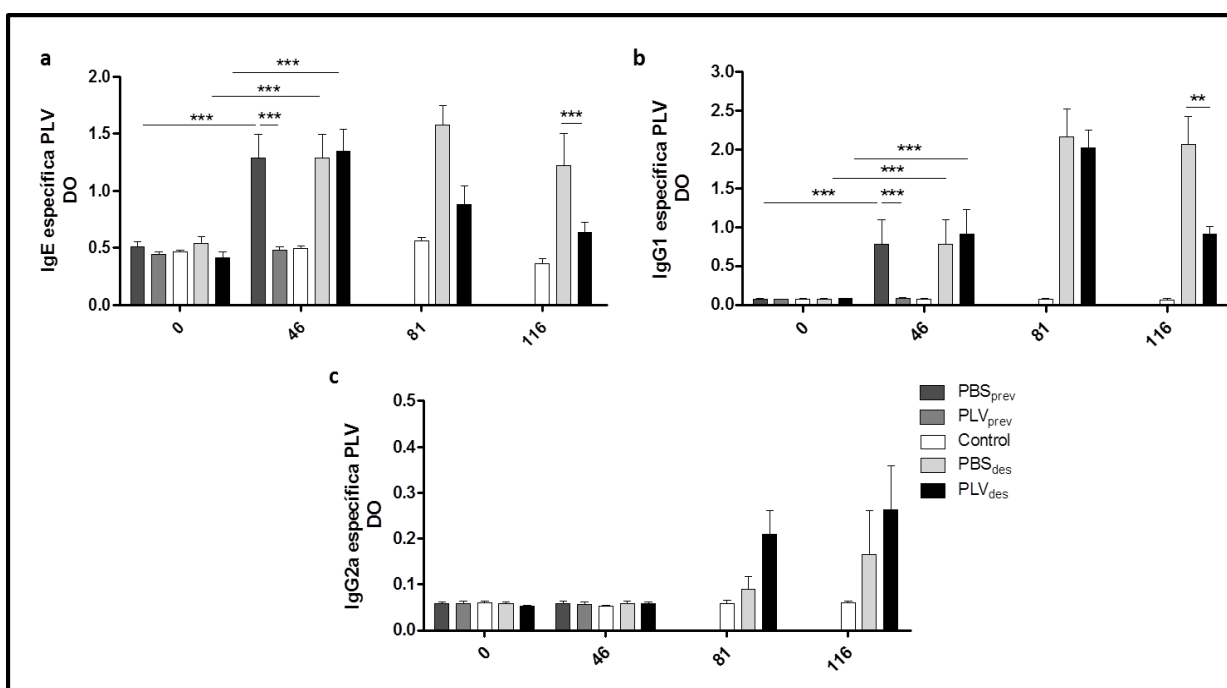 a
***
***
*** ***
2.0
1.5
1.0
0.5
0.0
IgE específica PLV
DO
0 46 81 116
***
b
3.0
2.5
2.0
1.5
1.0
0.5
0.0
IgG1 específica PLV
DO
***
***
*** ***
**
0 46 81 116
c
0.5
0.4
0.3
0.2
0.1
0.0
IgG2a específica PLV
DO
0 46 81 116
PBSprev
PLVprev
Control
PBSdes
PLVdes